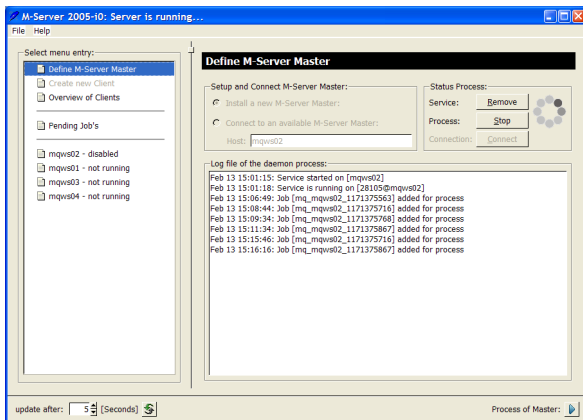 M-Server 2005-i0: Server is running...
File Help
Select menu entry:
Define M-Server Master
Create new Client
Overview of Clients
Pending Job's
mqws02 - disabled
mqws01 - not running
mqws03 - not running
mqws04 - not running
Define M-Server Master
Setup and Connect M-Server Master:
Install a new M-Server Master:
Connect to an available M-Server Master:
Host: mqws02
Status Process:
Service: Remove
Process: Stop
Connection: Connect
Log file of the daemon process:
Feb 13 15:01:15: Service started on [mqws02]
Feb 13 15:01:18: Service is running on [28105@mqws02]
Feb 13 15:06:49: Job [mq_mqws02_1171375563] added for process
Feb 13 15:08:44: Job [mq_mqws02_1171375716] added for process
Feb 13 15:09:34: Job [mq_mqws02_1171375768] added for process
Feb 13 15:11:34: Job [mq_mqws02_1171375867] added for process
Feb 13 15:15:46: Job [mq_mqws02_1171375716] added for process
Feb 13 15:16:16: Job [mq_mqws02_1171375867] added for process
update after: 5 [Seconds]
Process of Master: